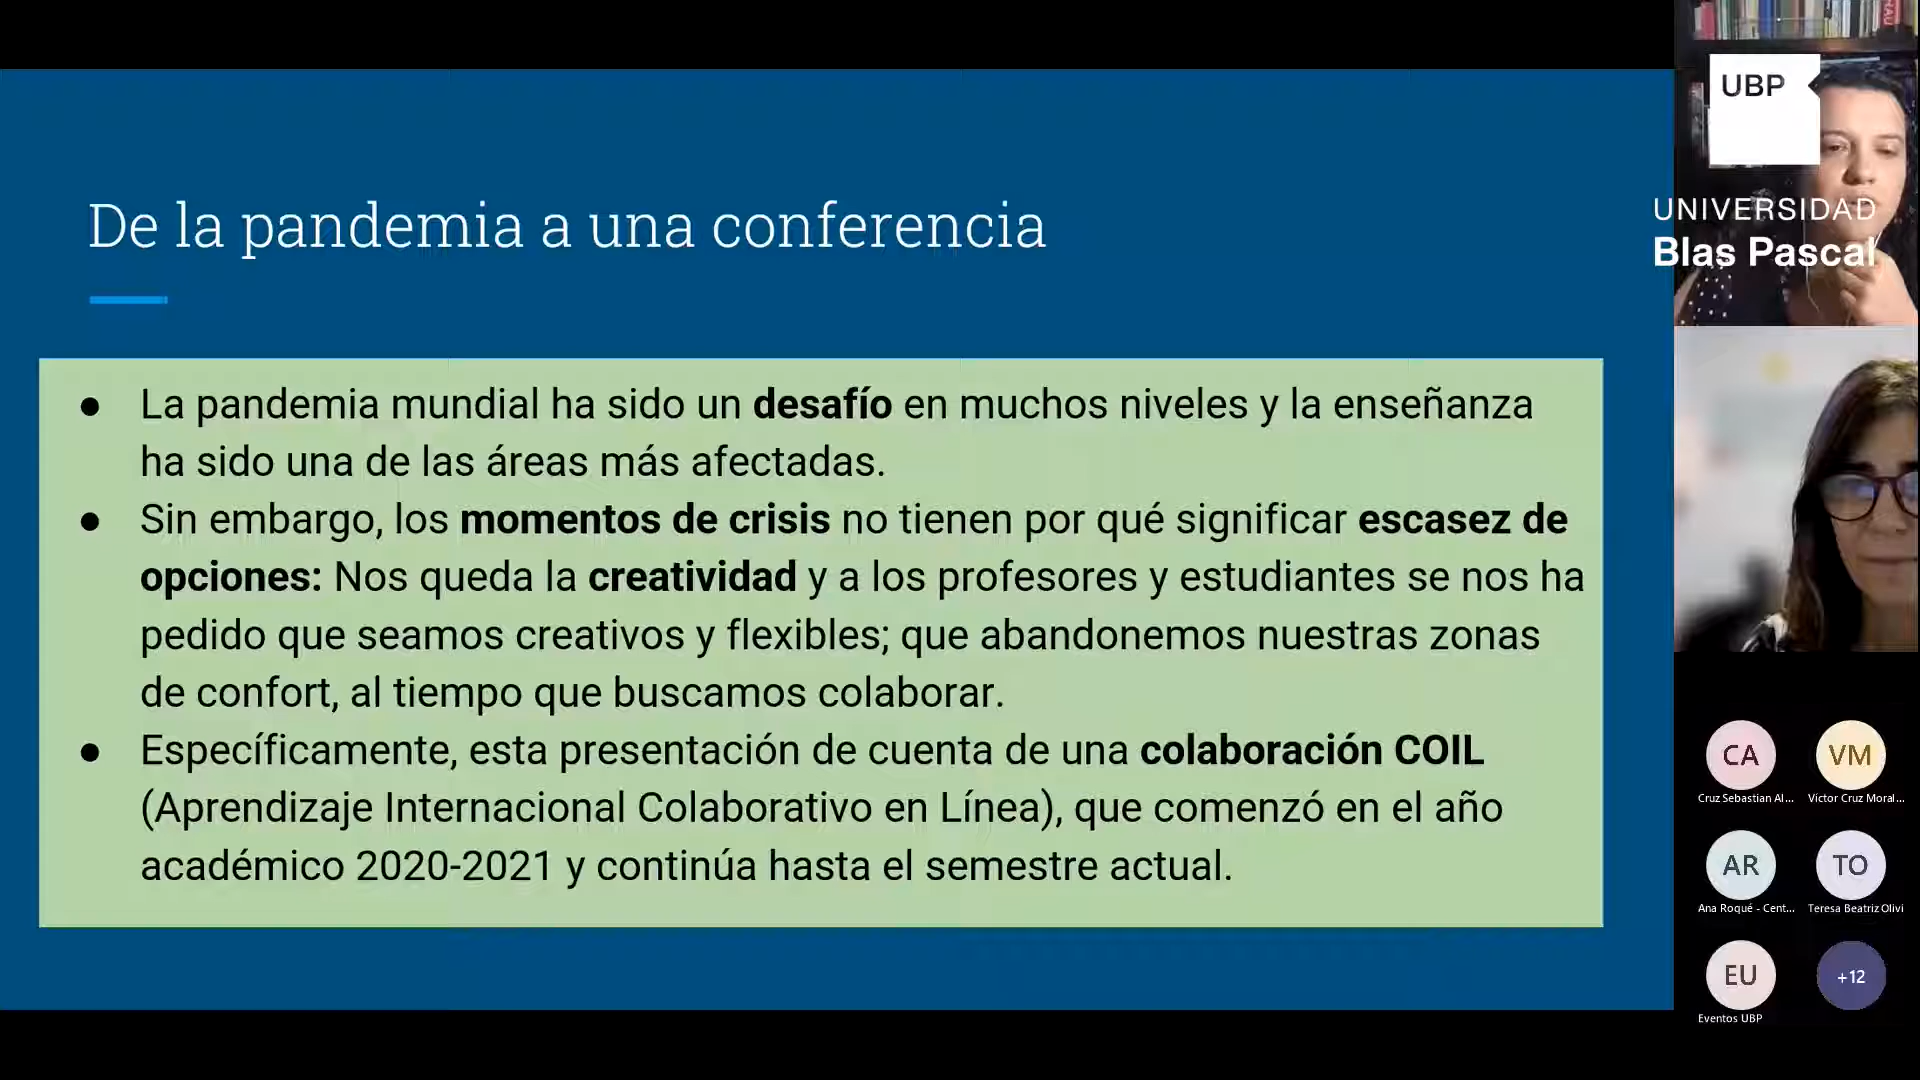 De la pandemia a una conferencia
● La pandemia mundial ha sido un desafío en muchos niveles y la enseñanza
ha sido una de las áreas más afectadas.
● Sin embargo, los momentos de crisis no tienen por qué significar escasez de
opciones: Nos queda la creatividad y a los profesores y estudiantes se nos ha
pedido que seamos creativos y flexibles; que abandonemos nuestras zonas
de confort, al tiempo que buscamos colaborar.
● Específicamente, esta presentación de cuenta de una colaboración COIL
(Aprendizaje Internacional Colaborativo en Línea), que comenzó en el año
académico 2020-2021 y continúa hasta el semestre actual.
UBP
UNIVERSIDAD
Blas Pascal
CA
VM
Cruz Sebastian Al...
Víctor Cruz Moral...
AR
TO
Ana Roqué - Cent...
Teresa Beatriz Olivi
EU
+12
Eventos UBP